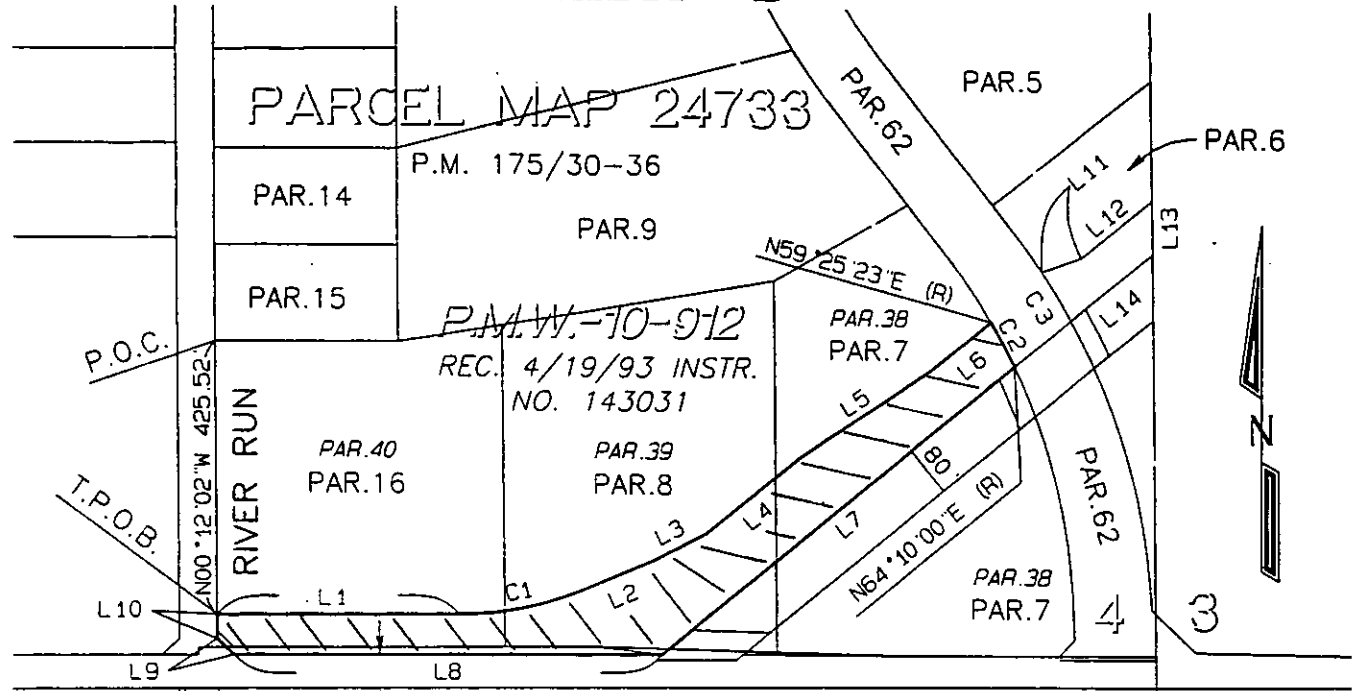 PARCEL MAP 24733
P.M. 175/30-36
PAR.62
PAR.5
PAR.6
PAR.14
PAR.9
L11
L12
L13
PAR.15
N59°25'23"E (R)
P.M.W.-10-912
REC. 4/19/93 INSTR.
NO. 143031
PAR.38
PAR.7
C3
C2
L14
P.O.C.
N00°12'02"W 425.52'
RIVER RUN
PAR.40
PAR.16
PAR.39
PAR.8
L5
L6
80'
N
T.P.O.B.
L3
L4
L7
N64°10'00"E (R)
PAR.62
L10
L1
C1
L2
PAR.38
PAR.7
4
3
L9
L8